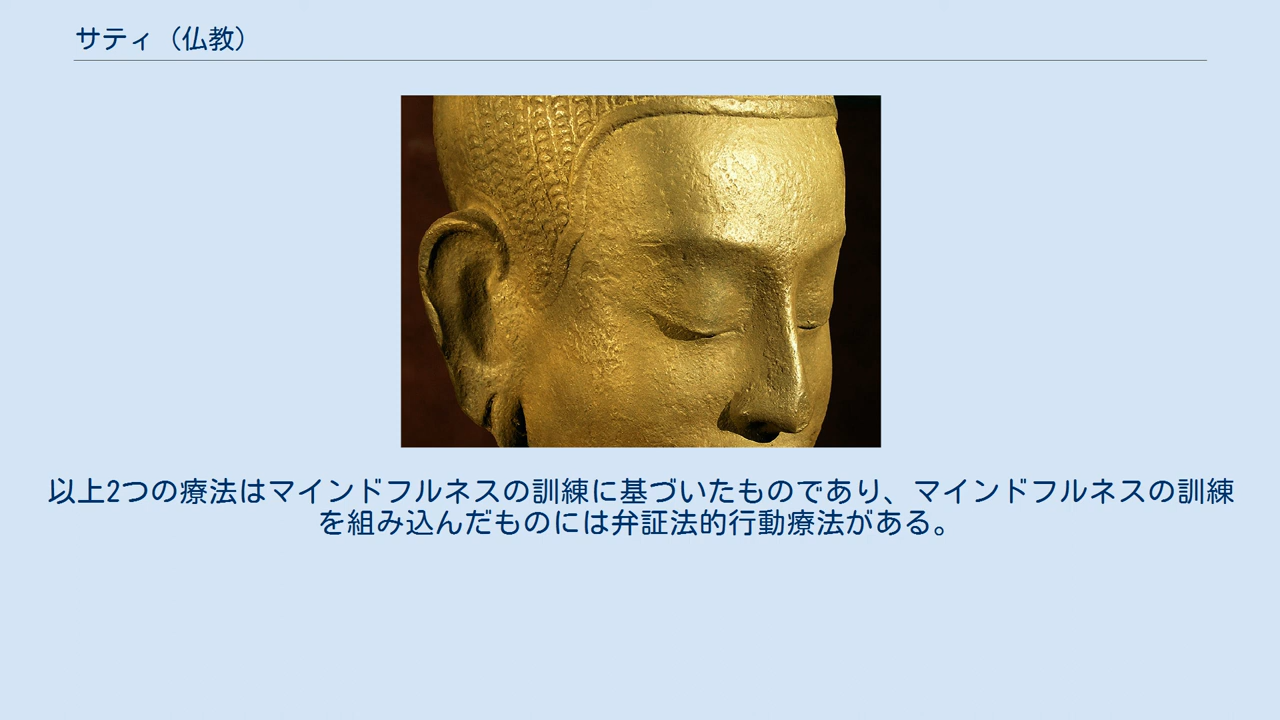 サティ（仏教）
以上2つの療法はマインドフルネスの訓練に基づいたものであり、マインドフルネスの訓練
を組み込んだものには弁証法的行動療法がある。